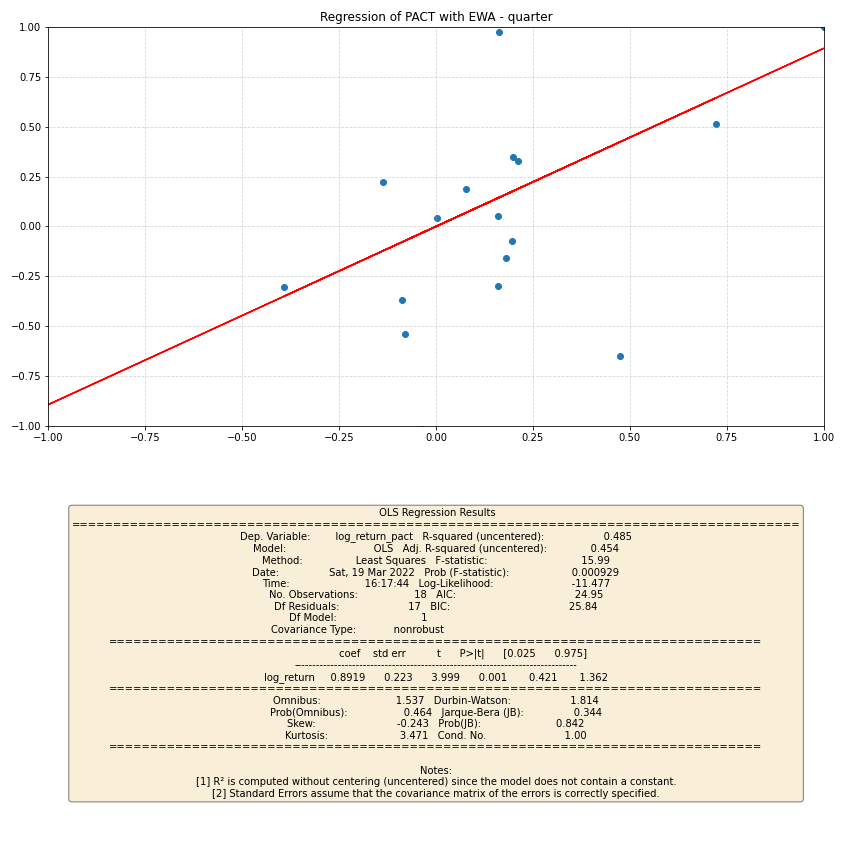 Regression of PACT with EWA - quarter
1.00
0.75
0.50
0.25
0.00
−0.25
−0.50
−0.75
−1.00
−1.00 −0.75 −0.50 −0.25 0.00 0.25 0.50 0.75 1.00
OLS Regression Results
==============================================================================
Dep. Variable: log_return_pact R-squared (uncentered): 0.485
Model: OLS Adj. R-squared (uncentered): 0.454
Method: Least Squares F-statistic: 15.99
Date: Sat, 19 Mar 2022 Prob (F-statistic): 0.000929
Time: 16:17:44 Log-Likelihood: -11.477
No. Observations: 18 AIC: 24.95
Df Residuals: 17 BIC: 25.84
Df Model: 1
Covariance Type: nonrobust
==============================================================================
coef std err t P>|t| [0.025 0.975]
------------------------------------------------------------------------------
log_return 0.8919 0.223 3.999 0.001 0.421 1.362
==============================================================================
Omnibus: 1.537 Durbin-Watson: 1.814
Prob(Omnibus): 0.464 Jarque-Bera (JB): 0.344
Skew: -0.243 Prob(JB): 0.842
Kurtosis: 3.471 Cond. No. 1.00
==============================================================================
Notes:
[1] R² is computed without centering (uncentered) since the model does not contain a constant.
[2] Standard Errors assume that the covariance matrix of the errors is correctly specified.